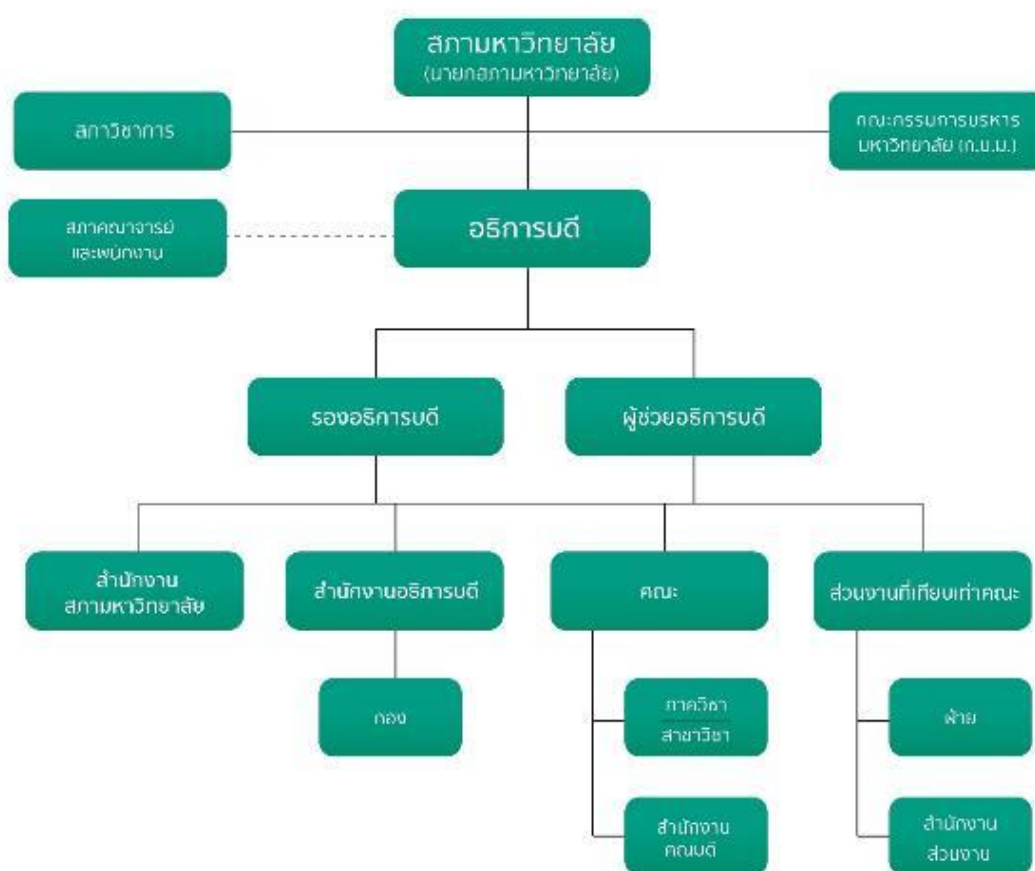 สภามหาวิทยาลัย
(นายกสภามหาวิทยาลัย)
สภาวิชาการ
คณะกรรมการบริหาร
มหาวิทยาลัย (ก.บ.ม.)
สภาคณาจารย์
และพนักงาน
อธิการบดี
รองอธิการบดี
ผู้ช่วยอธิการบดี
สำนักงาน
สภามหาวิทยาลัย
สำนักงานอธิการบดี
คณะ
ส่วนงานที่เทียบเท่าคณะ
กอง
ภาควิชา
สาขาวิชา
ฝ่าย
สำนักงาน
คณบดี
สำนักงาน
ส่วนงาน